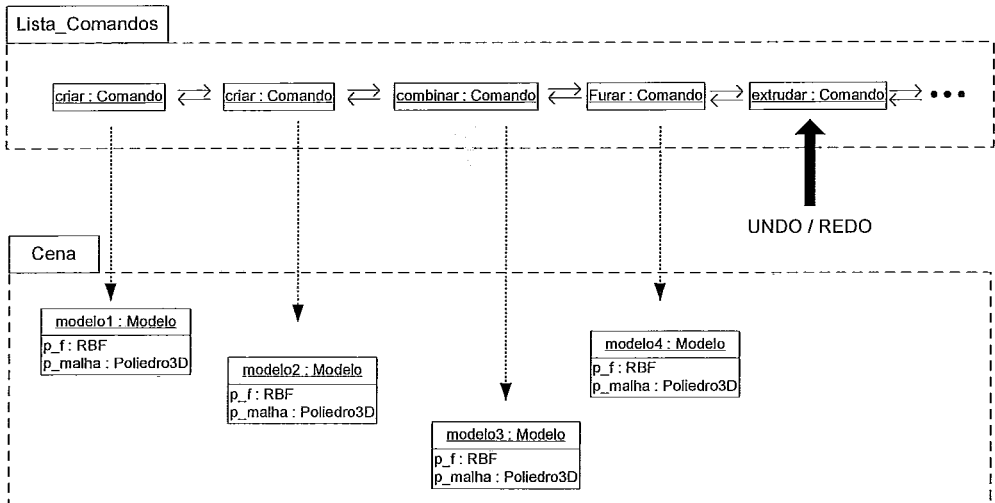 Lista_Comandos
criar : Comando
criar : Comando
combinar : Comando
Furar : Comando
extrudar : Comando
UNDO / REDO
Cena
modelo1 : Modelo
p_f : RBF
p_malha : Poliedro3D
modelo2 : Modelo
p_f : RBF
p_malha : Poliedro3D
modelo3 : Modelo
p_f : RBF
p_malha : Poliedro3D
modelo4 : Modelo
p_f : RBF
p_malha : Poliedro3D